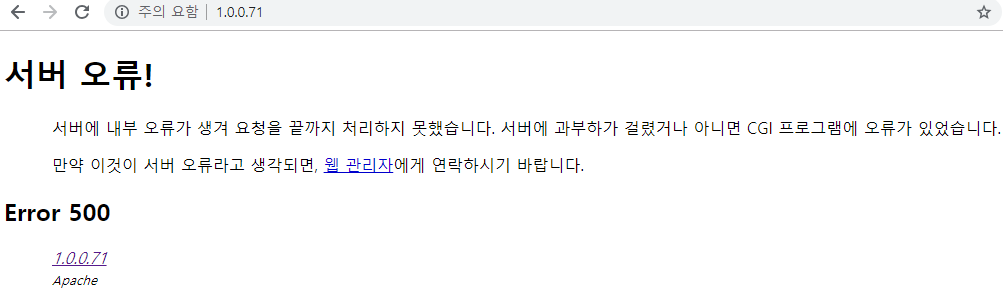 주의 요함 | 1.0.0.71
서버 오류!
서버에 내부 오류가 생겨 요청을 끝까지 처리하지 못했습니다. 서버에 과부하가 걸렸거나 아니면 CGI 프로그램에 오류가 있었습니다.
만약 이것이 서버 오류라고 생각되면, 웹 관리자에게 연락하시기 바랍니다.
Error 500
1.0.0.71
Apache